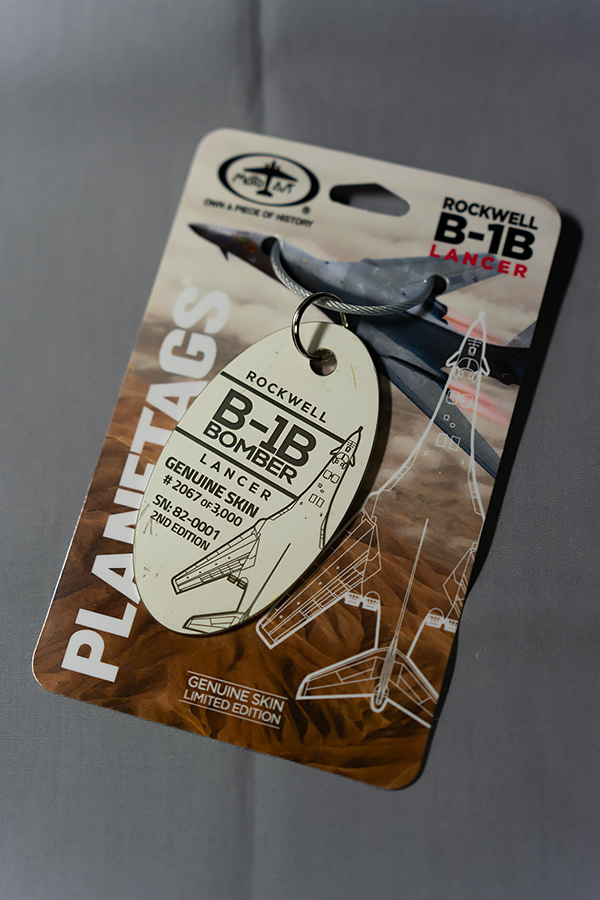 MotoArt
OWN A PIECE OF HISTORY®
ROCKWELL
B-1B
LANCER
PLANETAGS®
ROCKWELL
B-1B
BOMBER
LANCER
GENUINE SKIN
# 2067 OF 3,000
SN: 82-0001
2ND EDITION
GENUINE SKIN
LIMITED EDITION